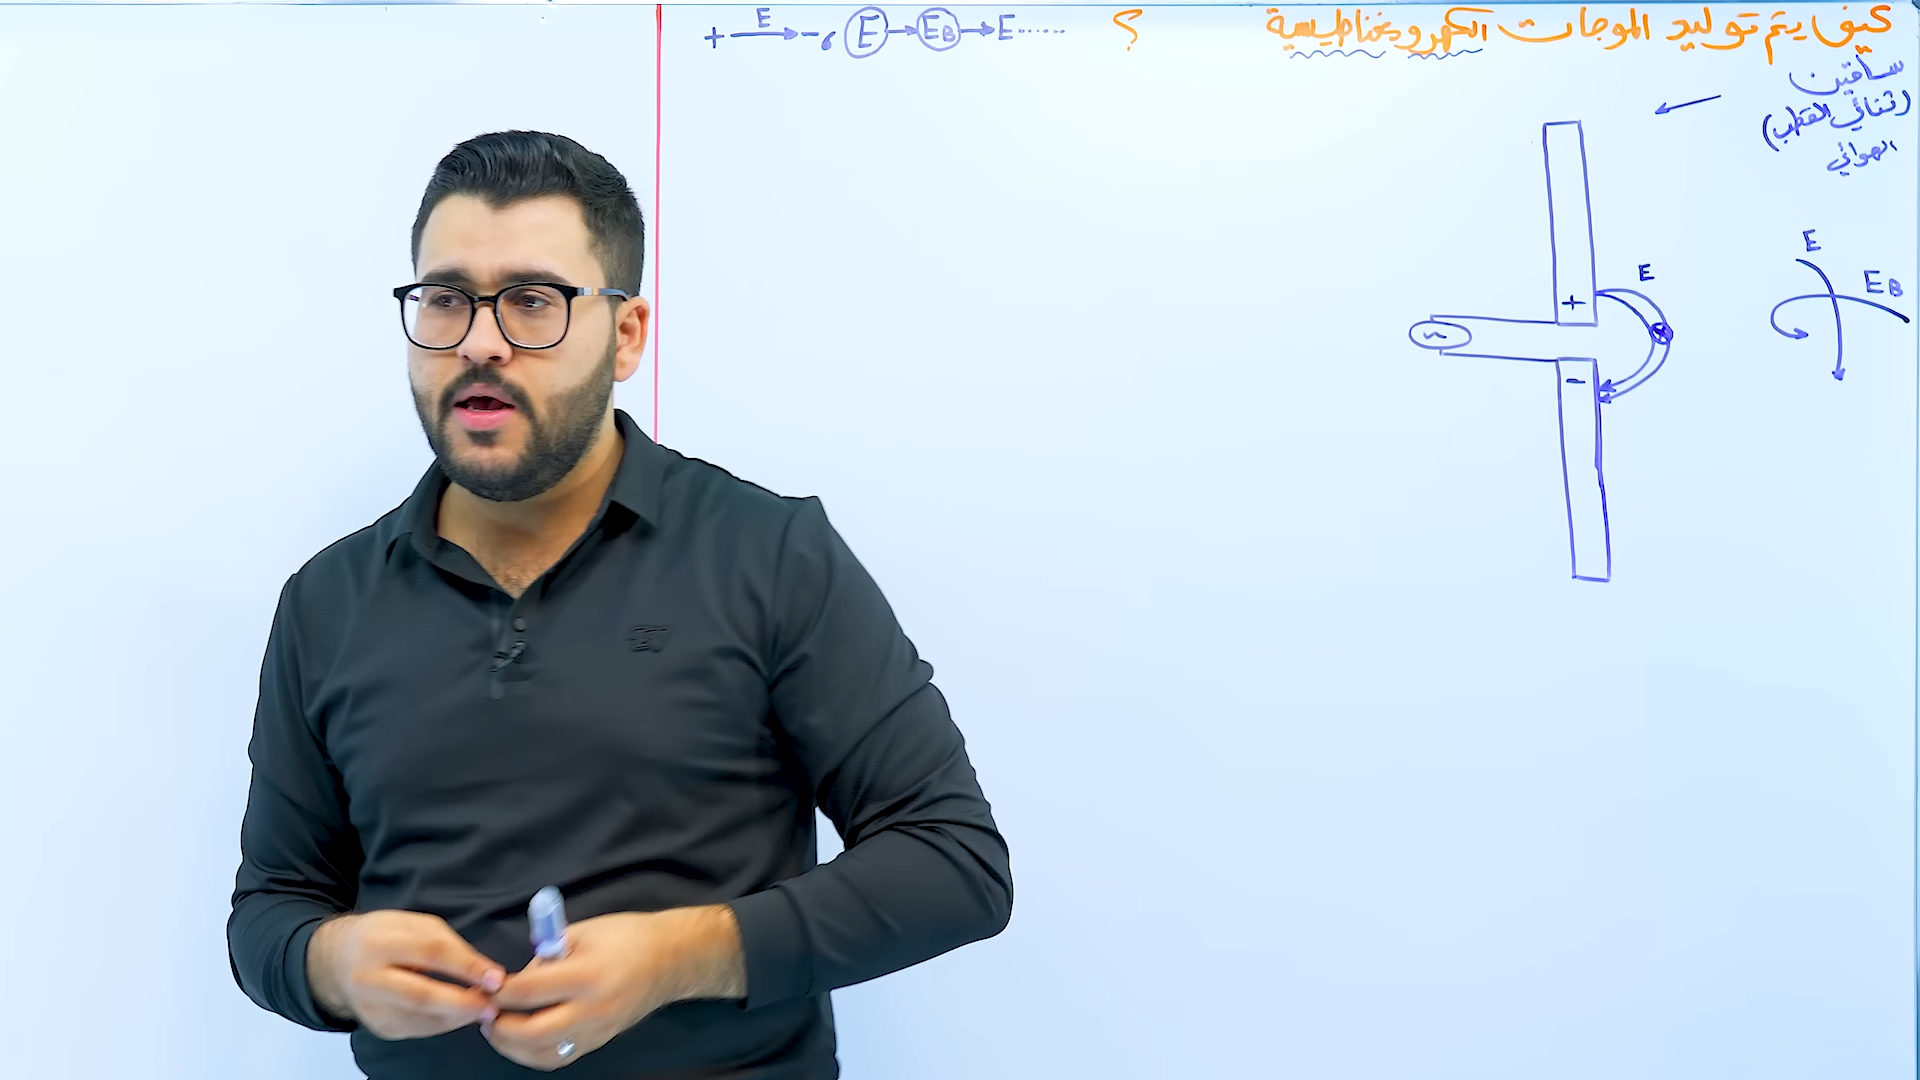 كيف يتم توليد الموجات الكهرومغناطيسية ؟
+ E → - , E → EB → E ......
ساقين
(ثنائي القطب)
الهوائي
E
EB
E
+
~
-